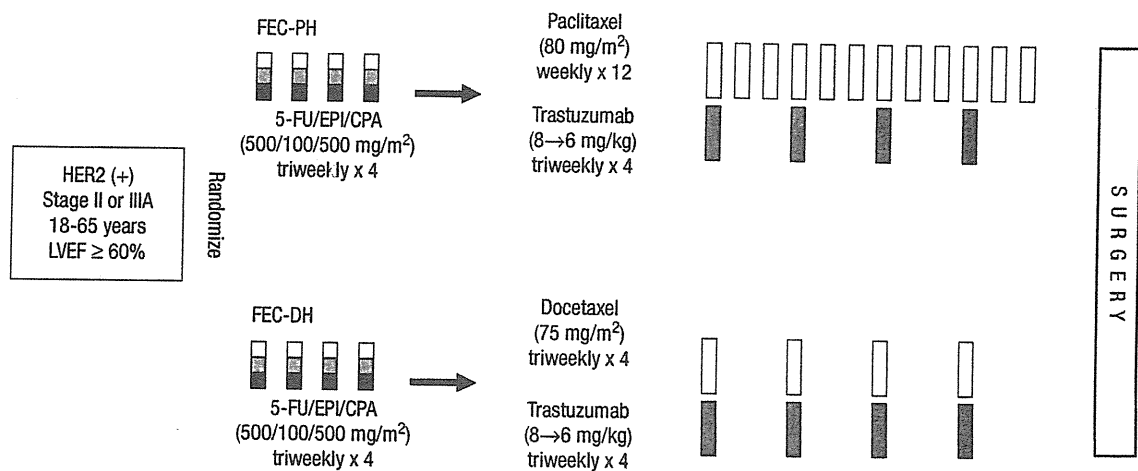 FEC-PH
5-FU/EPI/CPA
(500/100/500 mg/m²)
triweekly x 4
Paclitaxel
(80 mg/m²)
weekly x 12
Trastuzumab
(8→6 mg/kg)
triweekly x 4
HER2 (+)
Stage II or IIIA
18-65 years
LVEF ≥ 60%
Randomize
FEC-DH
5-FU/EPI/CPA
(500/100/500 mg/m²)
triweekly x 4
Docetaxel
(75 mg/m²)
triweekly x 4
Trastuzumab
(8→6 mg/kg)
triweekly x 4
SURGERY